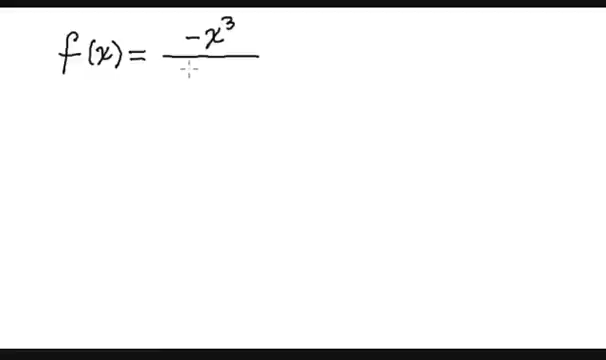 f(x) = -x³